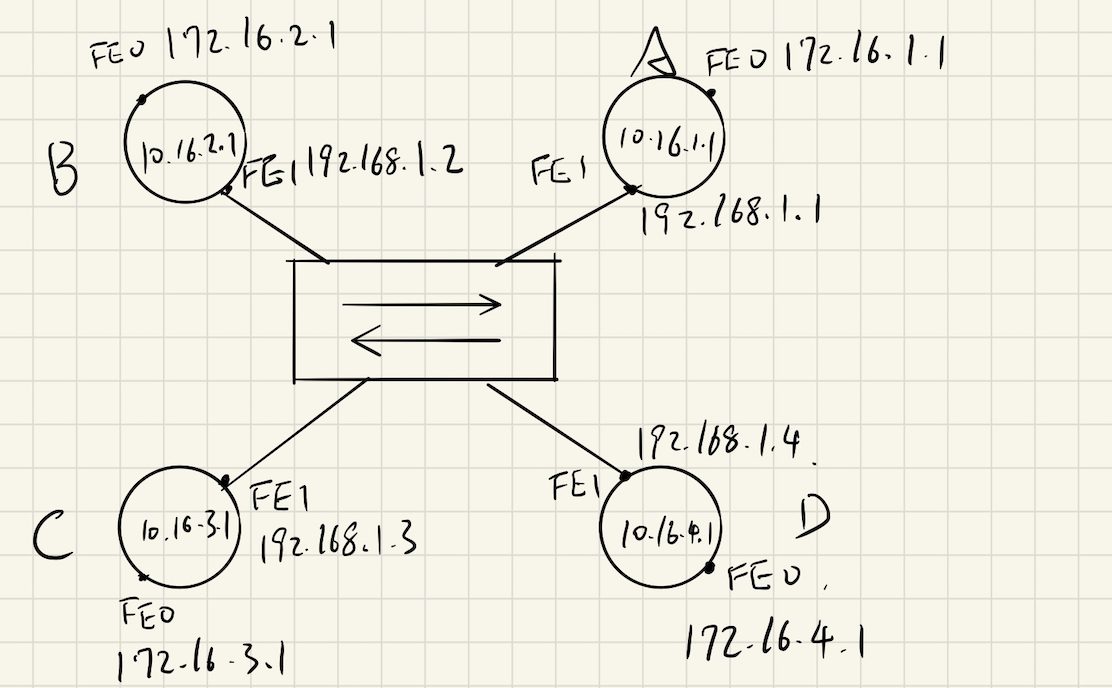 FE0 172.16.2.1
A
FE0 172.16.1.1
B
10.16.2.1
FE1 192.168.1.2
10.16.1.1
FE1
192.168.1.1
C
10.16.3.1
FE1
192.168.1.3
FE0
172.16.3.1
192.168.1.4
FE1
10.16.4.1
D
FE0
172.16.4.1